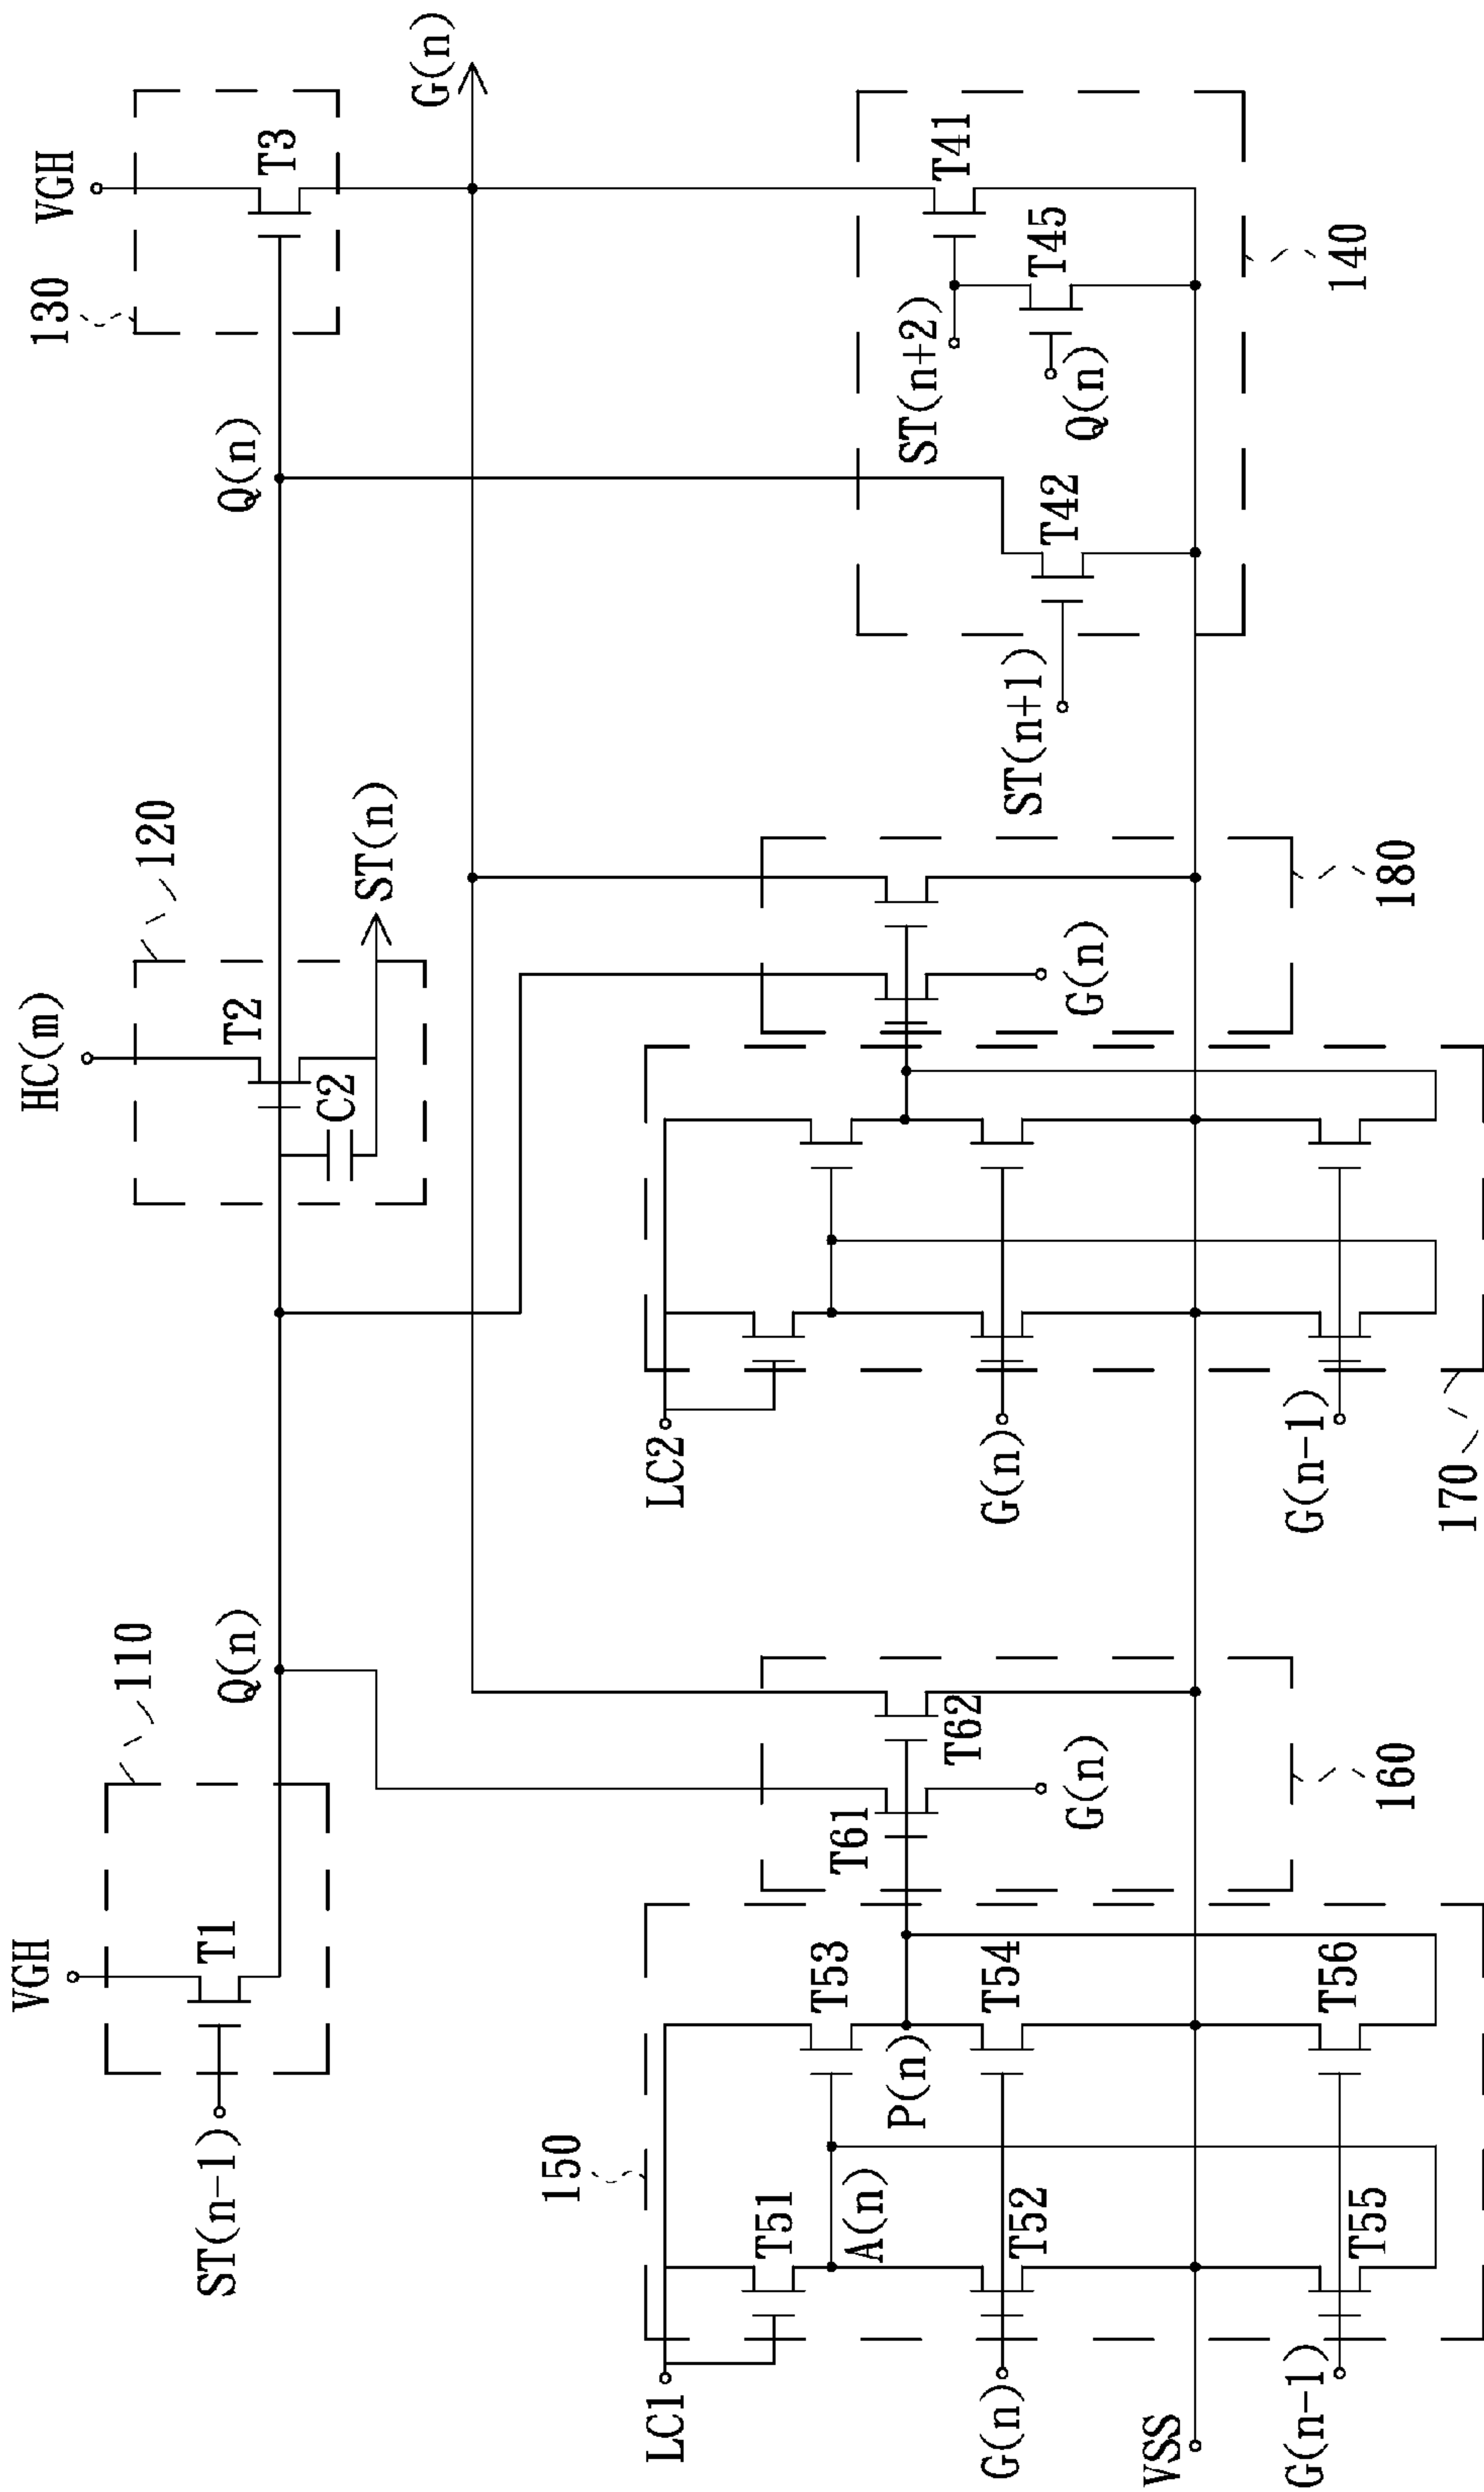 VGH
110
ST(n-1)
T1
Q(n)
HC(m)
120
T2
C2
ST(n)
Q(n)
VGH
130
T3
G(n)
150
LC1
T51
T53
A(n)
P(n)
G(n)
T52
T54
VSS
G(n-1)
T55
T56
T61
T62
G(n)
160
LC2
G(n)
G(n-1)
170
G(n)
180
ST(n+1)
T42
ST(n+2)
T41
T45
Q(n)
140